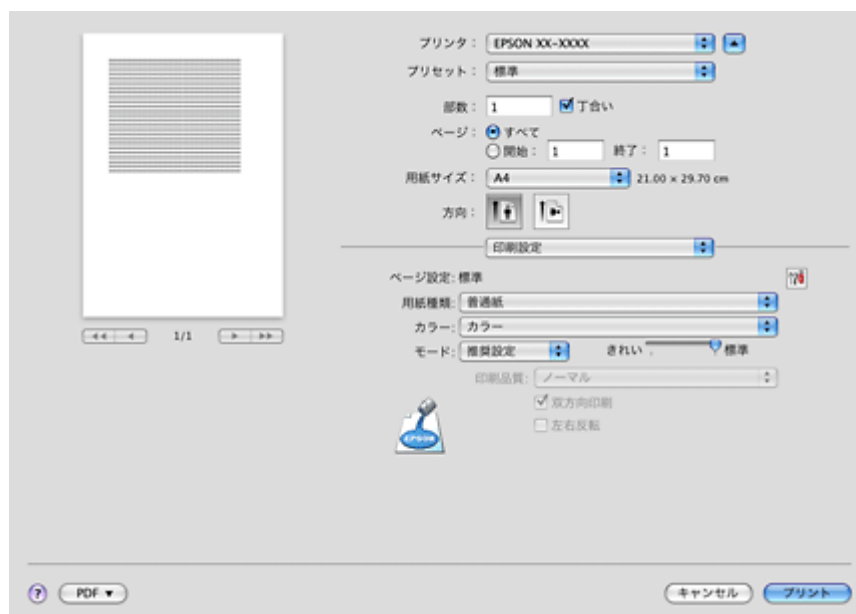 プリンタ： EPSON XX-XXXX
プリセット： 標準
部数： 1 丁合い
ページ： すべて
開始： 1 終了： 1
用紙サイズ： A4 21.00 x 29.70 cm
方向：
印刷設定
ページ設定: 標準
用紙種類: 普通紙
カラー: カラー
1/1
モード: 推奨設定 きれい 標準
印刷品質: ノーマル
双方向印刷
左右反転
EPSON
? PDF ▼ キャンセル プリント